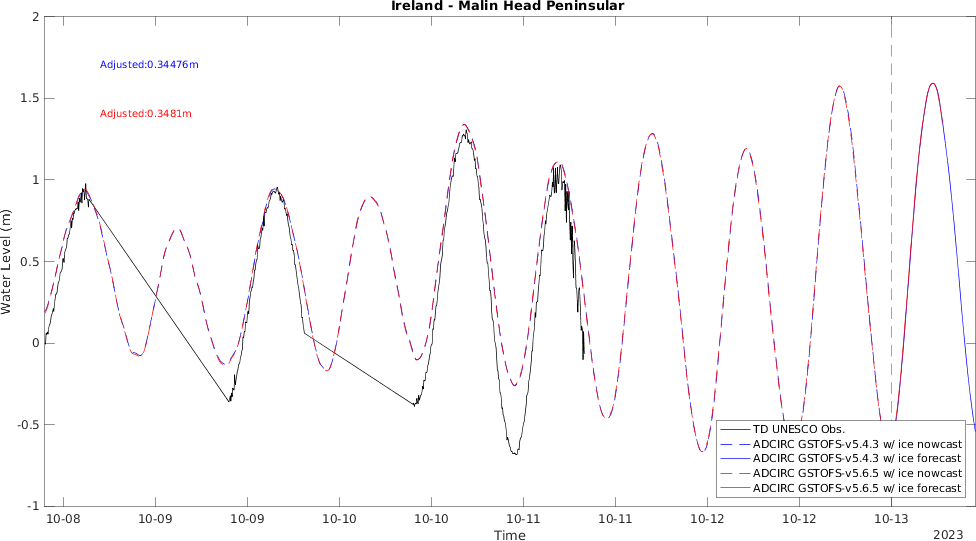 Ireland - Malin Head Peninsular
2
1.5
1
0.5
0
-0.5
-1
Water Level (m)
Adjusted:0.34476m
Adjusted:0.3481m
TD UNESCO Obs.
ADCIRC GSTOFS-v5.4.3 w/ ice nowcast
ADCIRC GSTOFS-v5.4.3 w/ ice forecast
ADCIRC GSTOFS-v5.6.5 w/ ice nowcast
ADCIRC GSTOFS-v5.6.5 w/ ice forecast
10-08 10-09 10-09 10-10 10-10 10-11 10-11 10-12 10-12 10-13
Time
2023